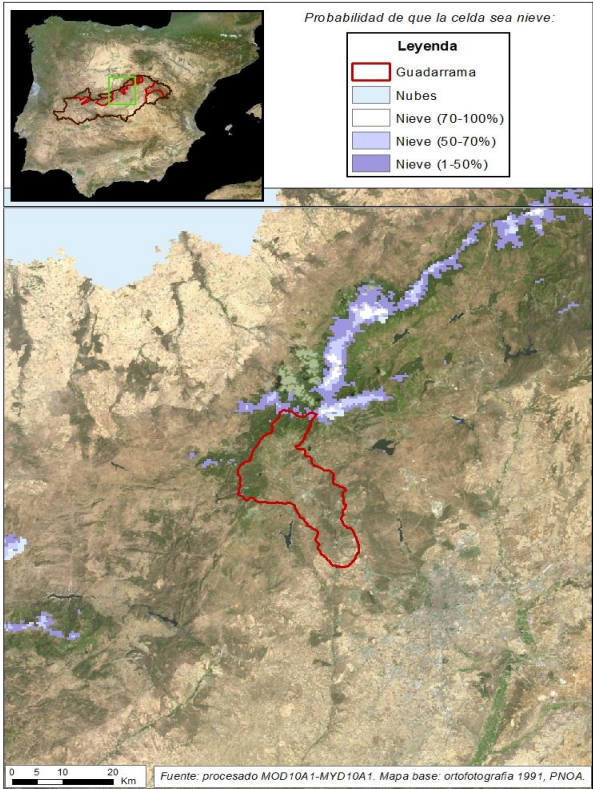 Probabilidad de que la celda sea nieve:
Leyenda
Guadarrama
Nubes
Nieve (70-100%)
Nieve (50-70%)
Nieve (1-50%)
0 5 10 20
Km
Fuente: procesado MOD10A1-MYD10A1. Mapa base: ortofotografia 1991, PNOA.